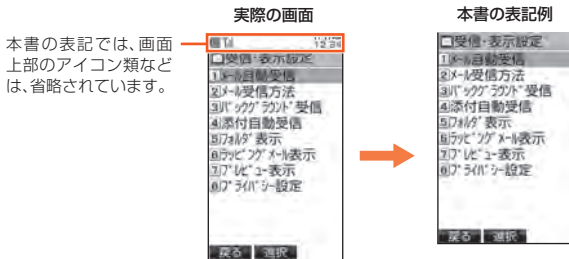 実際の画面
本書の表記例
本書の表記では、画面
上部のアイコン類など
は、省略されています。
12:34
受信・表示設定
1メール自動受信
2メール受信方法
3バックグラウンド受信
4添付自動受信
5フォルダ表示
6ラッピングメール表示
7プレビュー表示
8プライバシー設定
戻る 選択
受信・表示設定
1メール自動受信
2メール受信方法
3バックグラウンド受信
4添付自動受信
5フォルダ表示
6ラッピングメール表示
7プレビュー表示
8プライバシー設定
戻る 選択